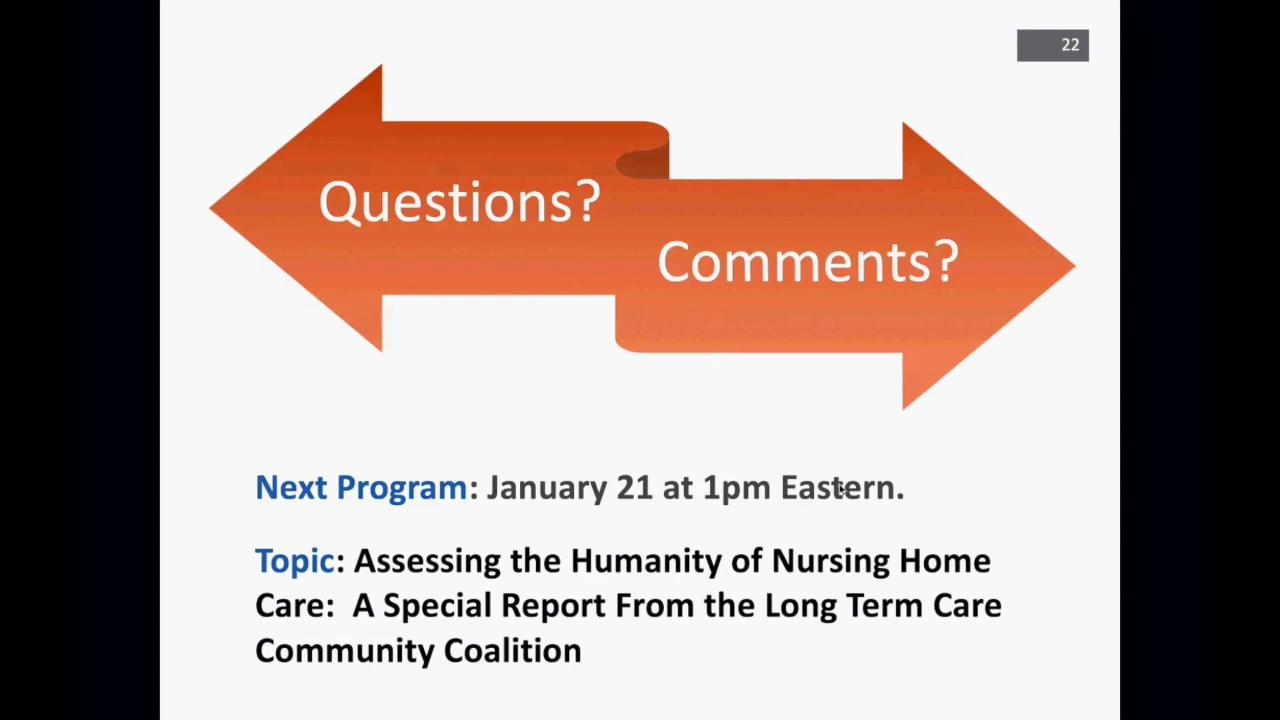 22
Questions?
Comments?
Next Program: January 21 at 1pm Eastern.
Topic: Assessing the Humanity of Nursing Home
Care:  A Special Report From the Long Term Care
Community Coalition